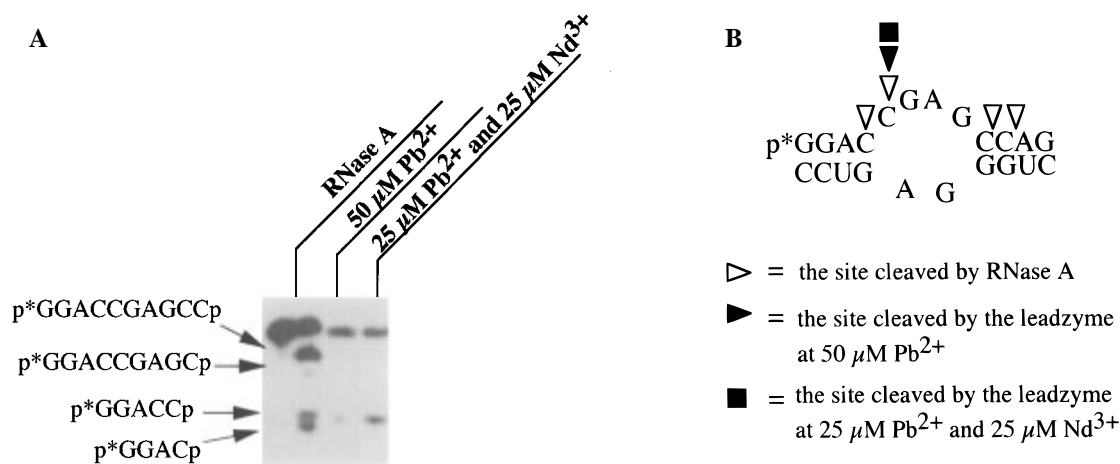 A
RNase A
50 µM Pb2+
25 µM Pb2+ and 25 µM Nd3+
p*GGACCGAGCCp
p*GGACCGAGCp
p*GGACCp
p*GGACp
B
C G A G
p*GGAC CCAG
CCUG GGUC
A G
= the site cleaved by RNase A
= the site cleaved by the leadzyme
at 50 µM Pb2+
= the site cleaved by the leadzyme
at 25 µM Pb2+ and 25 µM Nd3+